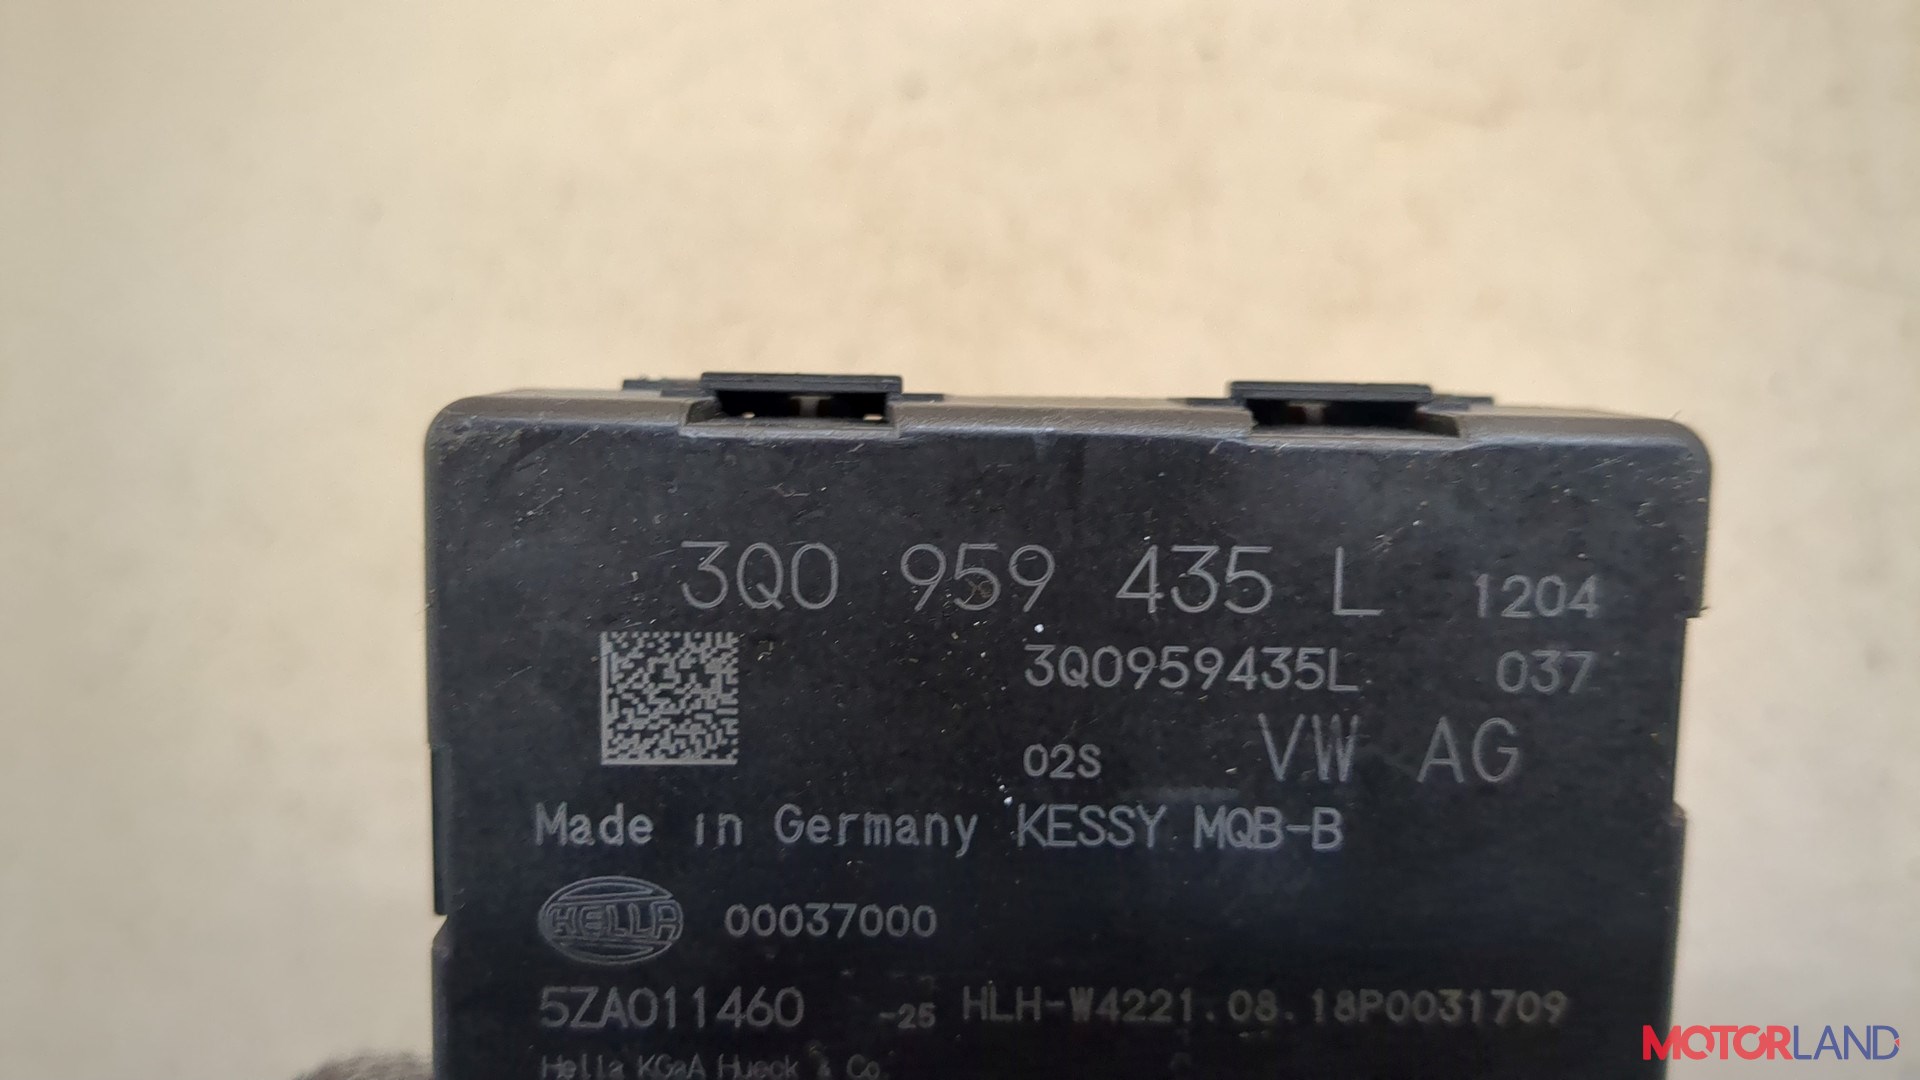 3Q0 959 435 L 1204
3Q0959435L 037
02S VW AG
Made in Germany KESSY MQB-B
HELLA 00037000
5ZA011460 -25 HLH-W4221.08.18P0031709
Hella KGaA Hueck & Co.
MOTORLAND